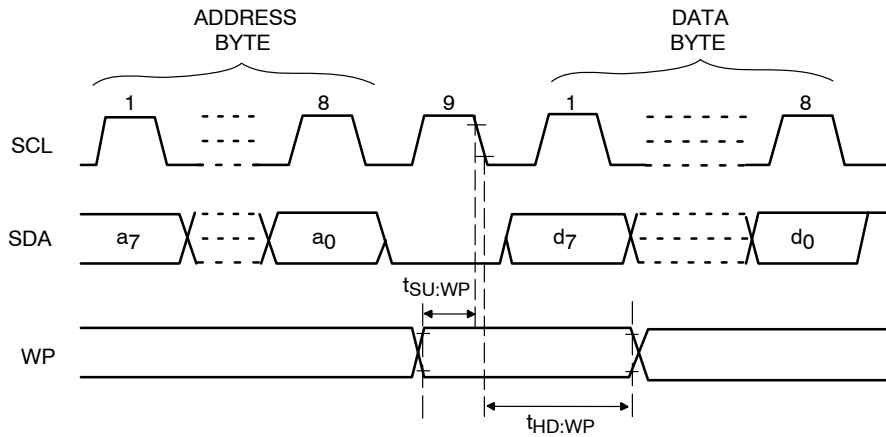 ADDRESS
BYTE
DATA
BYTE
1
8
9
1
8
SCL
SDA
a7
a0
d7
d0
tSU:WP
WP
tHD:WP